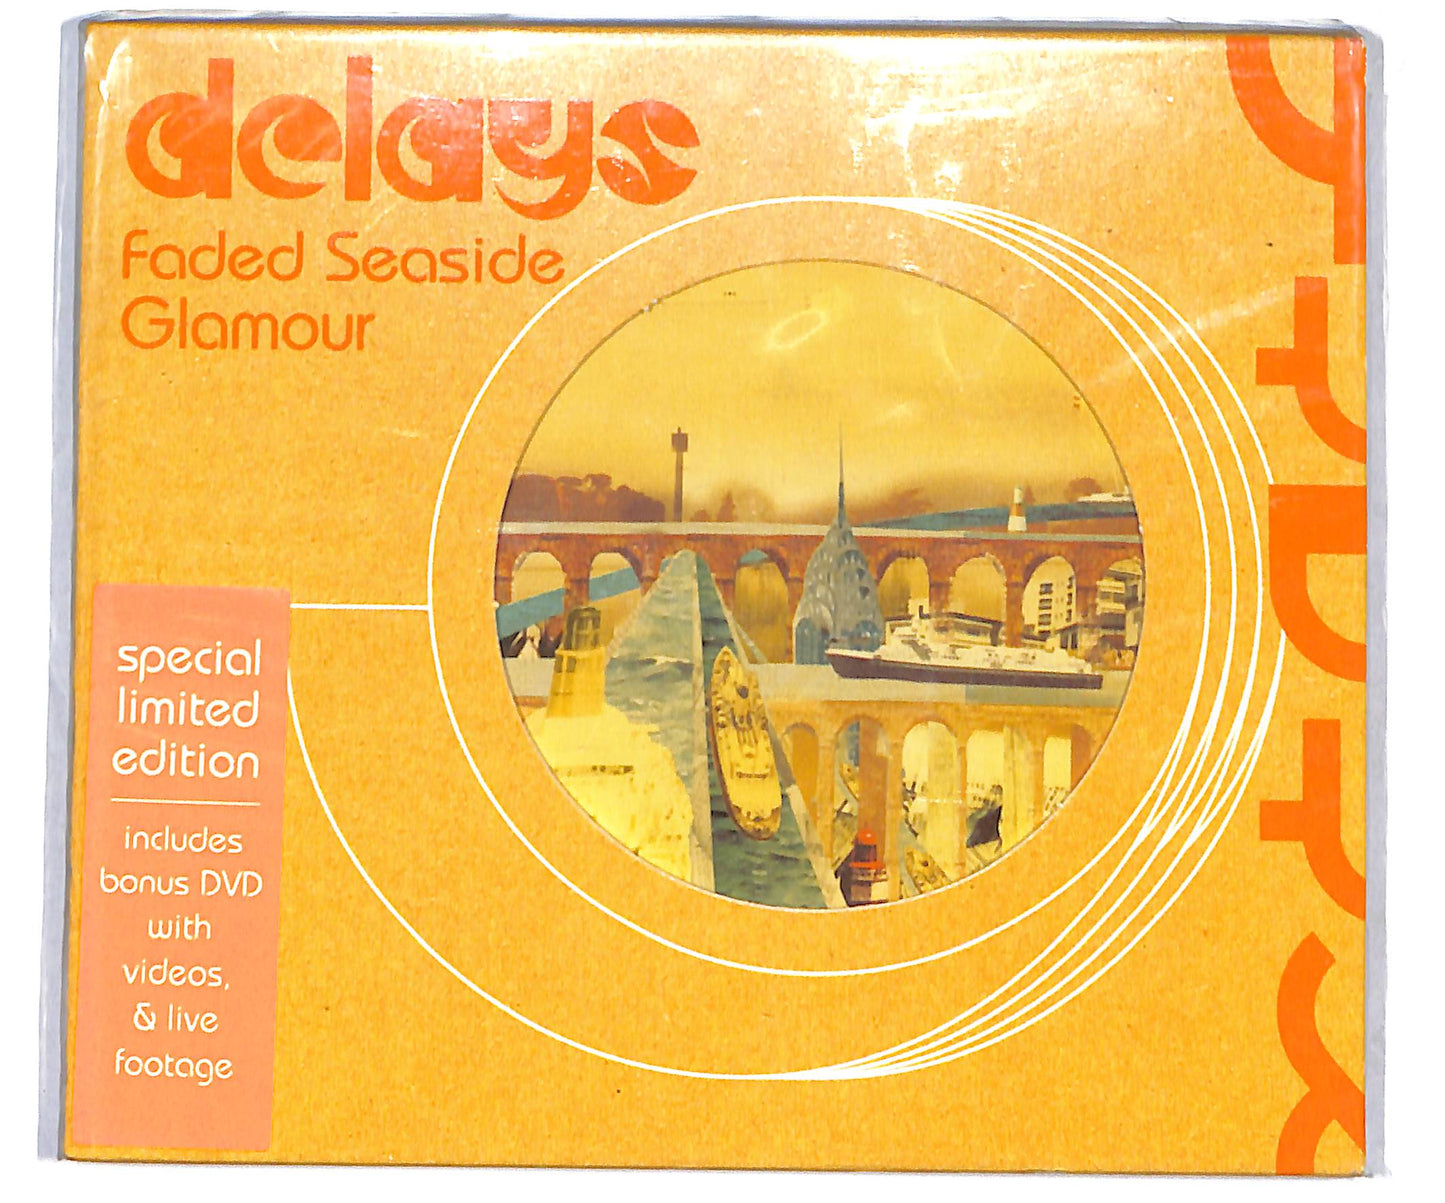 delays
Faded Seaside
Glamour
special
limited
edition
includes
bonus DVD
with
videos,
& live
footage